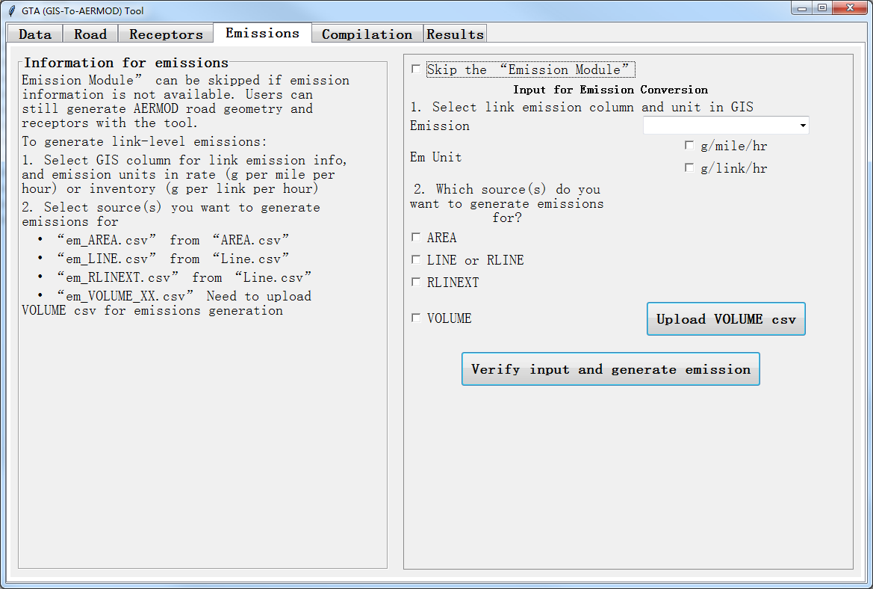 GTA (GIS-To-AERMOD) Tool
Data Road Receptors Emissions Compilation Results
Information for emissions
Emission Module” can be skipped if emission
information is not available. Users can
still generate AERMOD road geometry and
receptors with the tool.
To generate link-level emissions:
1. Select GIS column for link emission info,
and emission units in rate (g per mile per
hour) or inventory (g per link per hour)
2. Select source(s) you want to generate
emissions for
• “em_AREA.csv” from “AREA.csv”
• “em_LINE.csv” from “Line.csv”
• “em_RLINEXT.csv” from “Line.csv”
• “em_VOLUME_XX.csv” Need to upload
VOLUME csv for emissions generation
Skip the “Emission Module”
Input for Emission Conversion
1. Select link emission column and unit in GIS
Emission
Em Unit
g/mile/hr
g/link/hr
2. Which source(s) do you
want to generate emissions
for?
AREA
LINE or RLINE
RLINEXT
VOLUME
Upload VOLUME csv
Verify input and generate emission